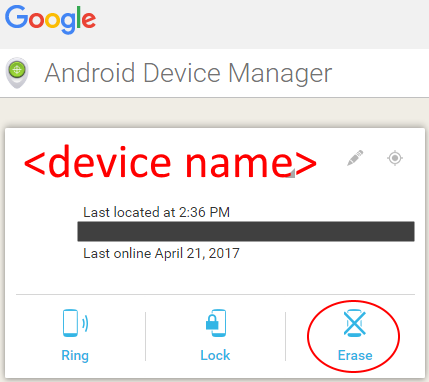 Google
Android Device Manager
<device name>
Last located at 2:36 PM
Last online April 21, 2017
Ring
Lock
Erase